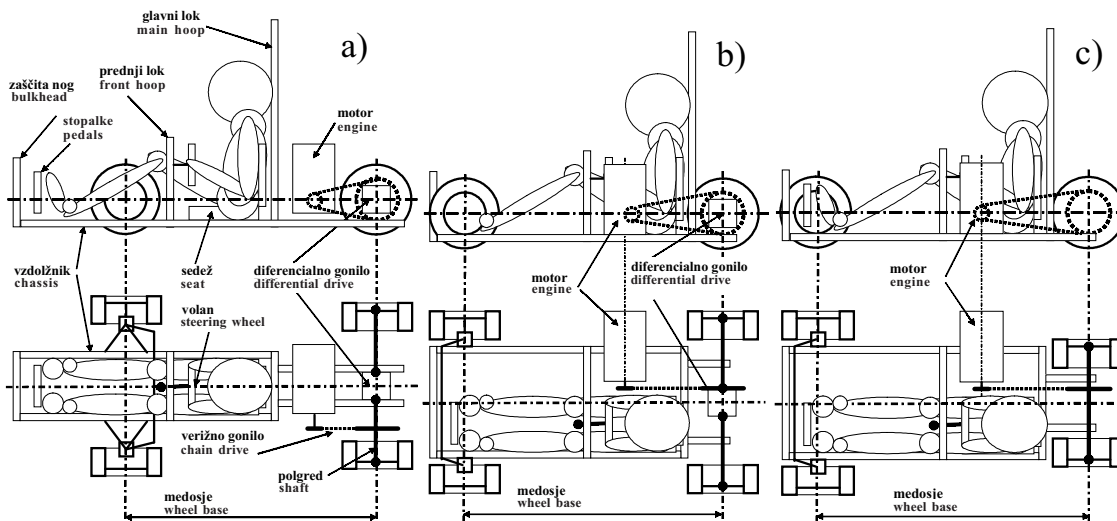 glavni lok
main hoop
a)
b)
c)
prednji lok
front hoop
zaščita nog
bulkhead
stopalke
pedals
motor
engine
vzdolžnik
chassis
sedež
seat
diferencialno gonilo
differential drive
motor
engine
diferencialno gonilo
differential drive
motor
engine
volan
steering wheel
verižno gonilo
chain drive
polgred
shaft
medosje
wheel base
medosje
wheel base
medosje
wheel base